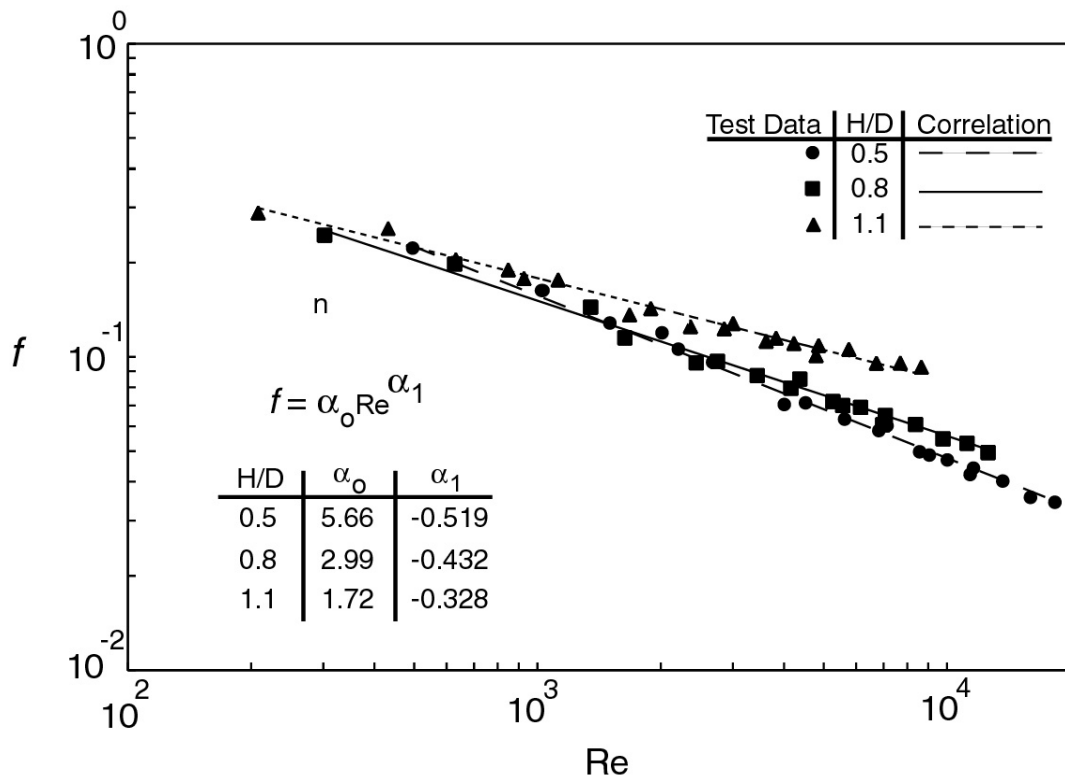 10^0
Test Data H/D Correlation
0.5
0.8
1.1
n
f
10^-1
f = α_o Re^α_1
H/D α_o α_1
0.5 5.66 -0.519
0.8 2.99 -0.432
1.1 1.72 -0.328
10^-2
10^2 10^3 10^4
Re